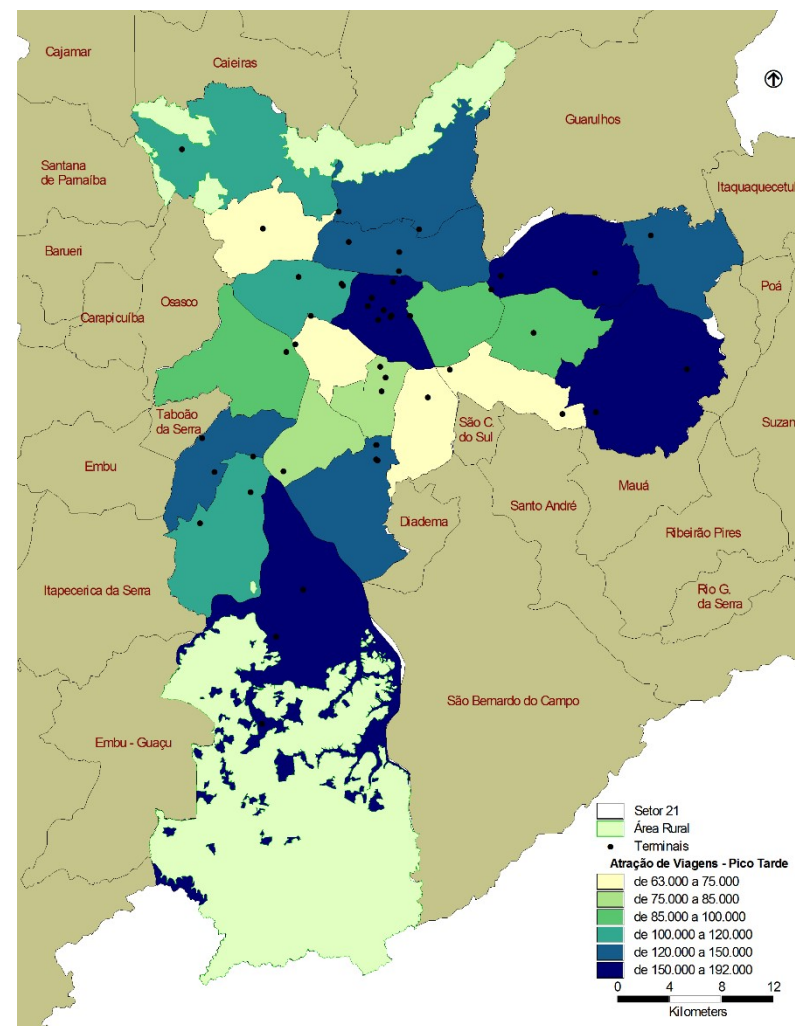 Cajamar
Caieiras
Guarulhos
Santana
de Parnaíba
Itaquaquecetu
Barueri
Poá
Osasco
Carapicuíba
Taboão
da Serra
São C.
do Sul
Suzan
Embu
Mauá
Santo André
Diadema
Ribeirão Pires
Itapecerica da Serra
Rio G.
da Serra
São Bernardo do Campo
Embu - Guaçu
Setor 21
Área Rural
Terminais
Atração de Viagens - Pico Tarde
de 63.000 a 75.000
de 75.000 a 85.000
de 85.000 a 100.000
de 100.000 a 120.000
de 120.000 a 150.000
de 150.000 a 192.000
0 4 8 12
Kilometers